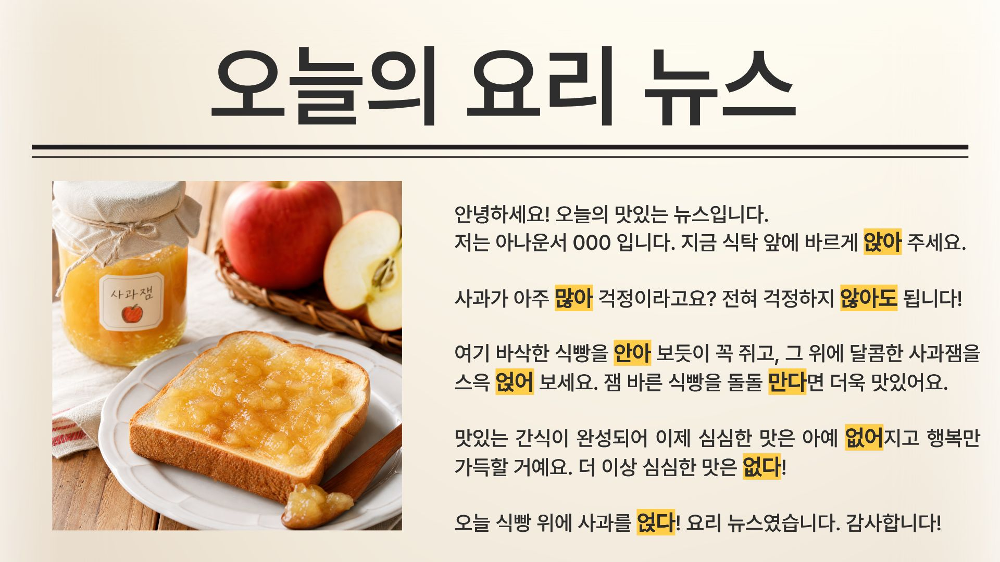 오늘의 요리 뉴스
사과잼
안녕하세요! 오늘의 맛있는 뉴스입니다.
저는 아나운서 OOO 입니다. 지금 식탁 앞에 바르게 앉아 주세요.
사과가 아주 많아 걱정이라고요? 전혀 걱정하지 않아도 됩니다!
여기 바삭한 식빵을 안아 보듯이 꼭 쥐고, 그 위에 달콤한 사과잼을
스윽 얹어 보세요. 잼 바른 식빵을 돌돌 만다면 더욱 맛있어요.
맛있는 간식이 완성되어 이제 심심한 맛은 아예 없어지고 행복만
가득할 거예요. 더 이상 심심한 맛은 없다!
오늘 식빵 위에 사과를 얹다! 요리 뉴스였습니다. 감사합니다!